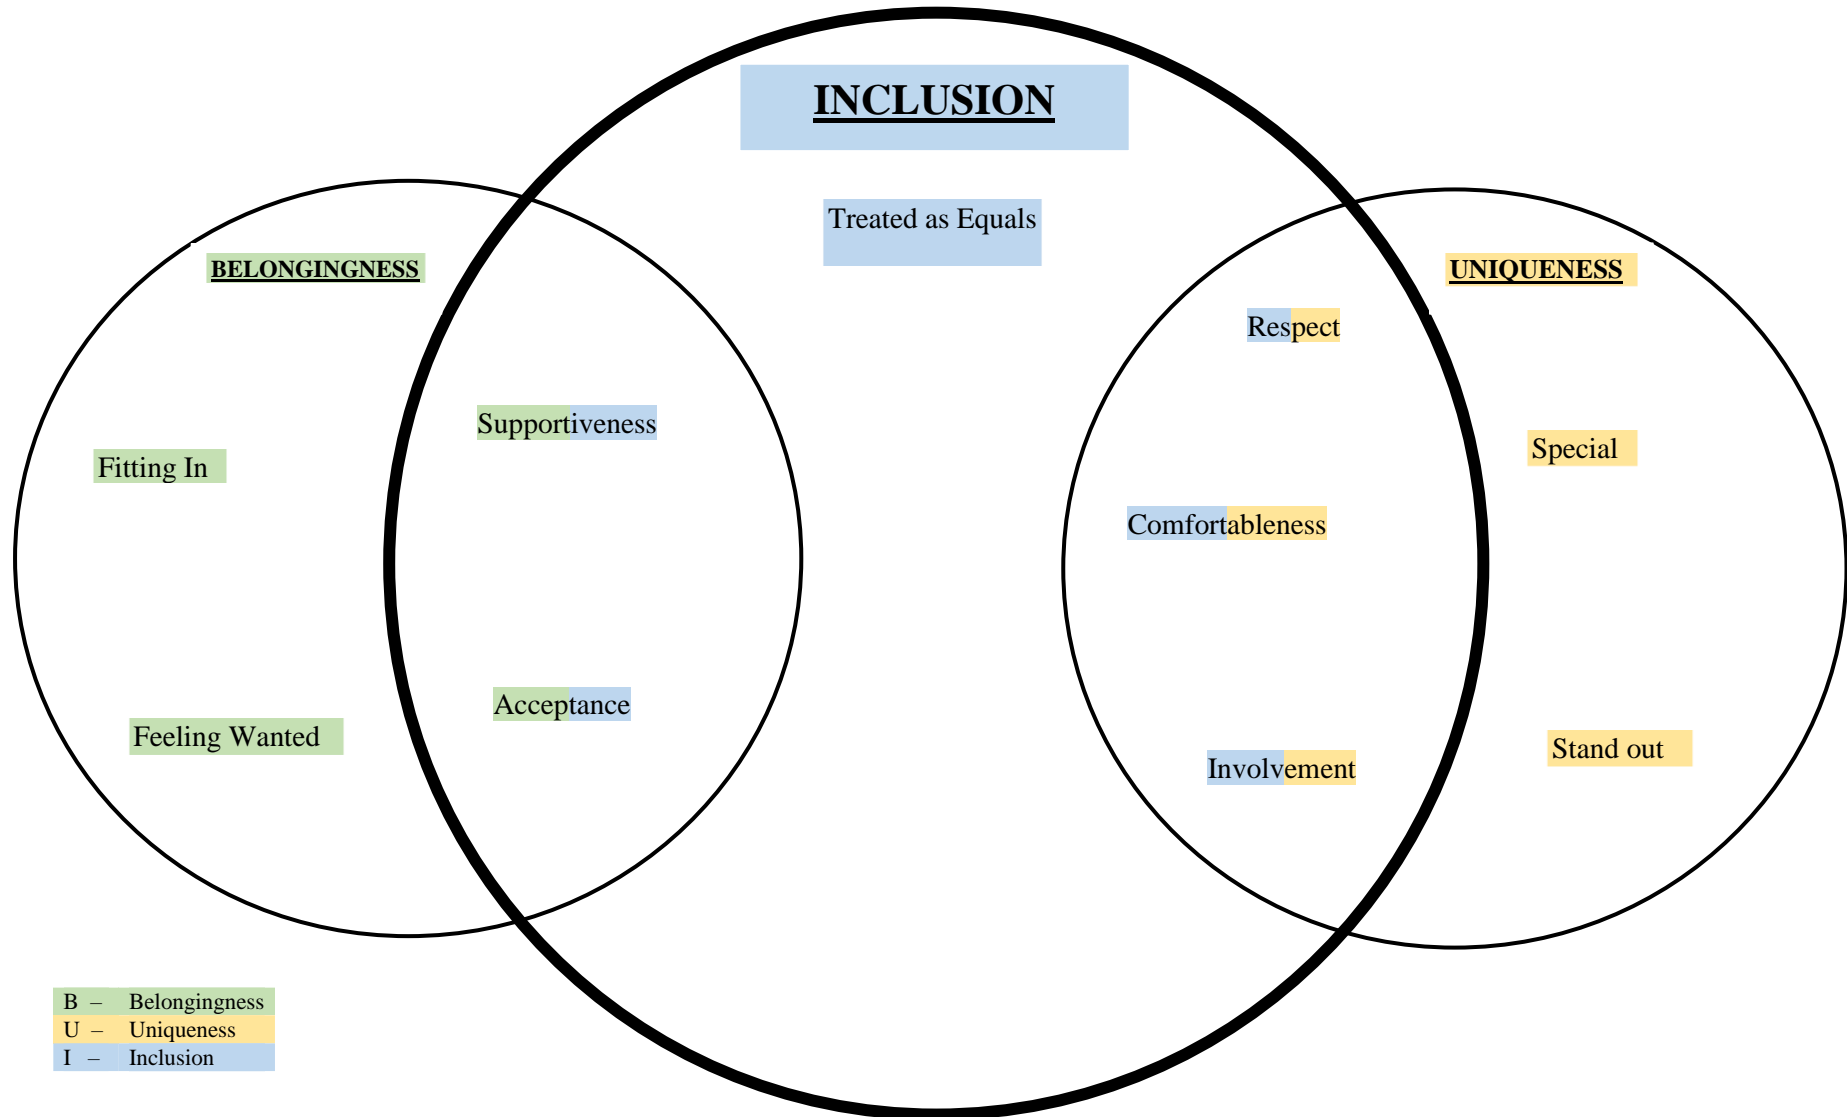 INCLUSION
Treated as Equals
BELONGINGNESS
UNIQUENESS
Respect
Supportiveness
Special
Fitting In
Comfortableness
Acceptance
Feeling Wanted
Stand out
Involvement
B – Belongingness
U – Uniqueness
I – Inclusion